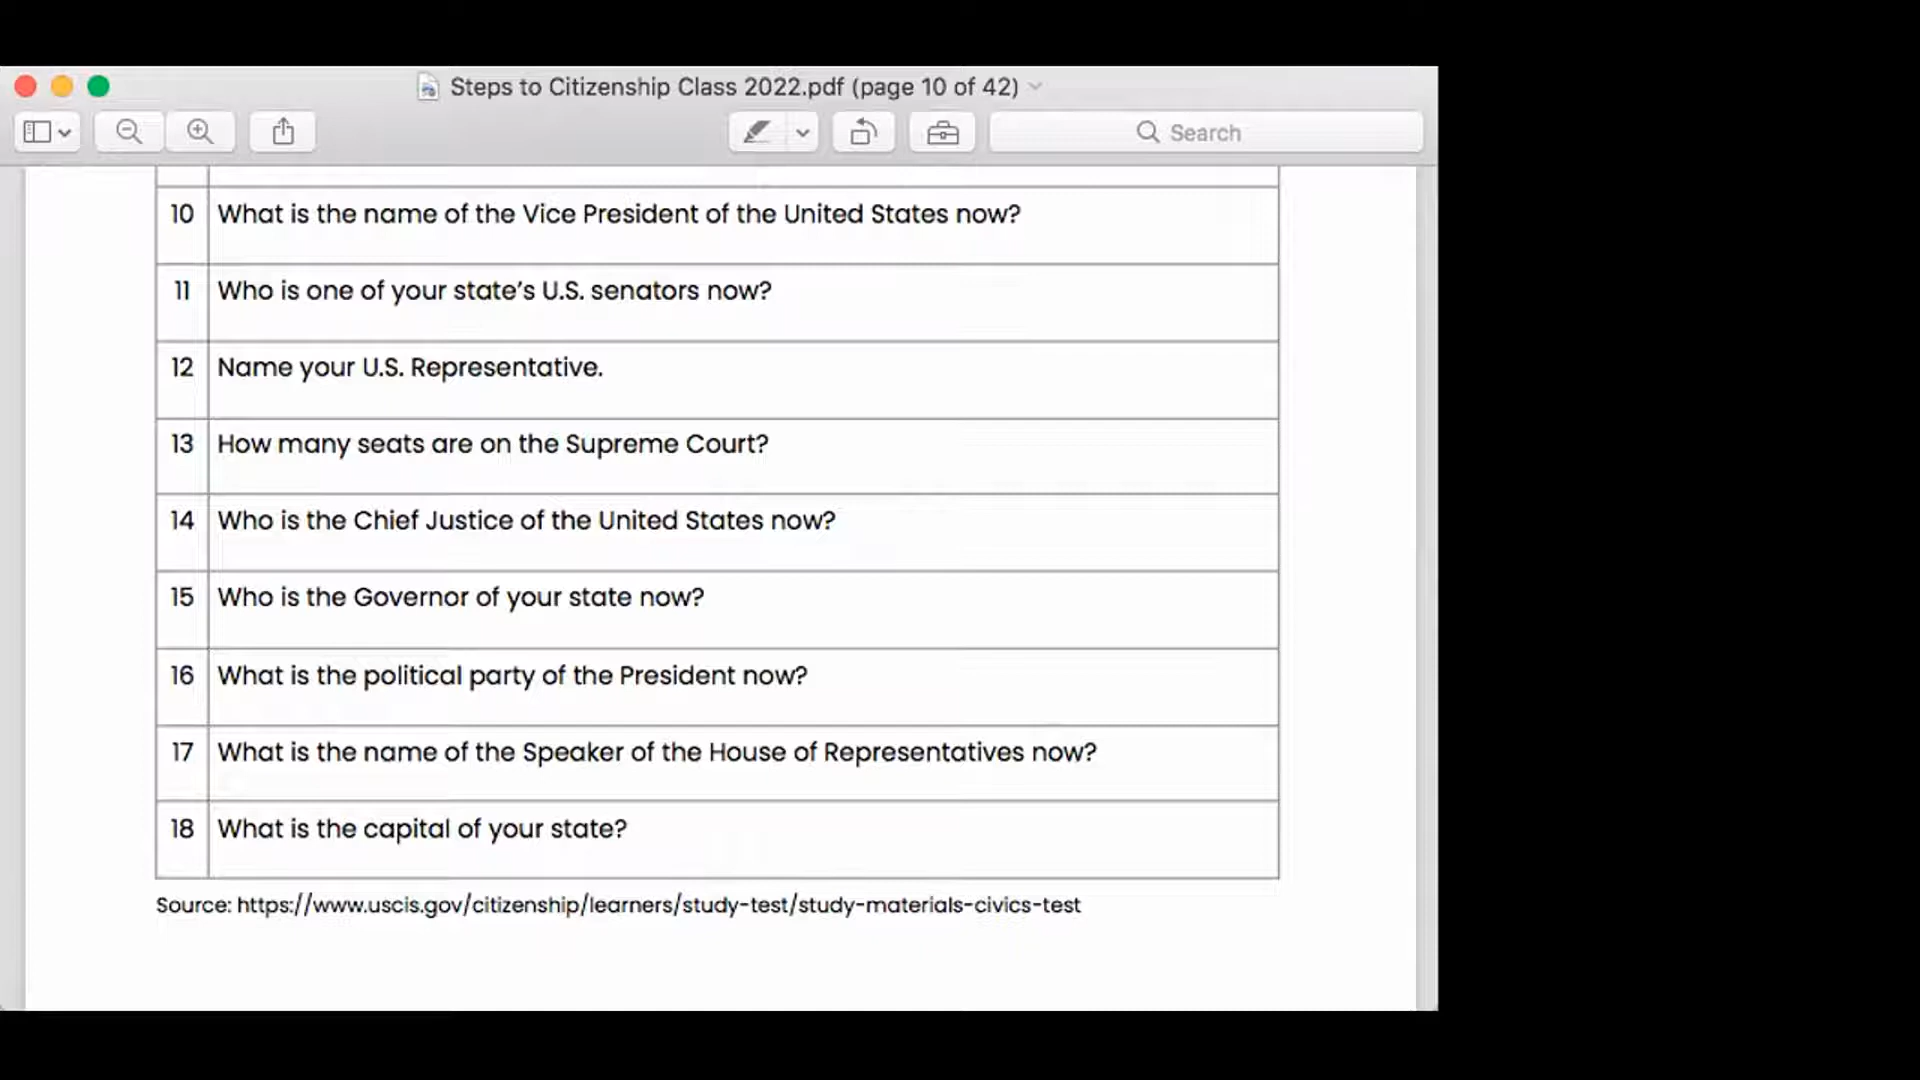 Steps to Citizenship Class 2022.pdf (page 10 of 42)
Search
10 What is the name of the Vice President of the United States now?
11 Who is one of your state's U.S. senators now?
12 Name your U.S. Representative.
13 How many seats are on the Supreme Court?
14 Who is the Chief Justice of the United States now?
15 Who is the Governor of your state now?
16 What is the political party of the President now?
17 What is the name of the Speaker of the House of Representatives now?
18 What is the capital of your state?
Source: https://www.uscis.gov/citizenship/learners/study-test/study-materials-civics-test